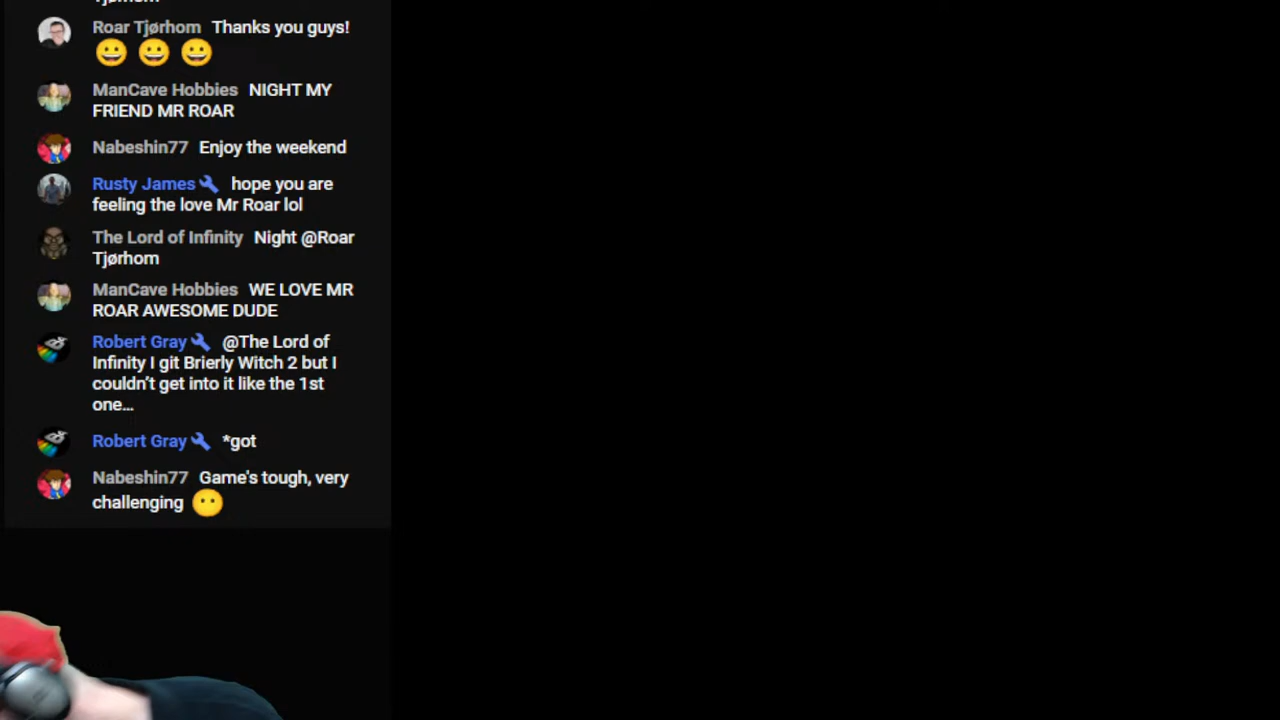 Roar Tjørhom Thanks you guys!
😀 😀 😀
ManCave Hobbies NIGHT MY
FRIEND MR ROAR
Nabeshin77 Enjoy the weekend
Rusty James hope you are
feeling the love Mr Roar lol
The Lord of Infinity Night @Roar
Tjørhom
ManCave Hobbies WE LOVE MR
ROAR AWESOME DUDE
Robert Gray @The Lord of
Infinity I git Brierly Witch 2 but I
couldn't get into it like the 1st
one...
Robert Gray *got
Nabeshin77 Game's tough, very
challenging 😶